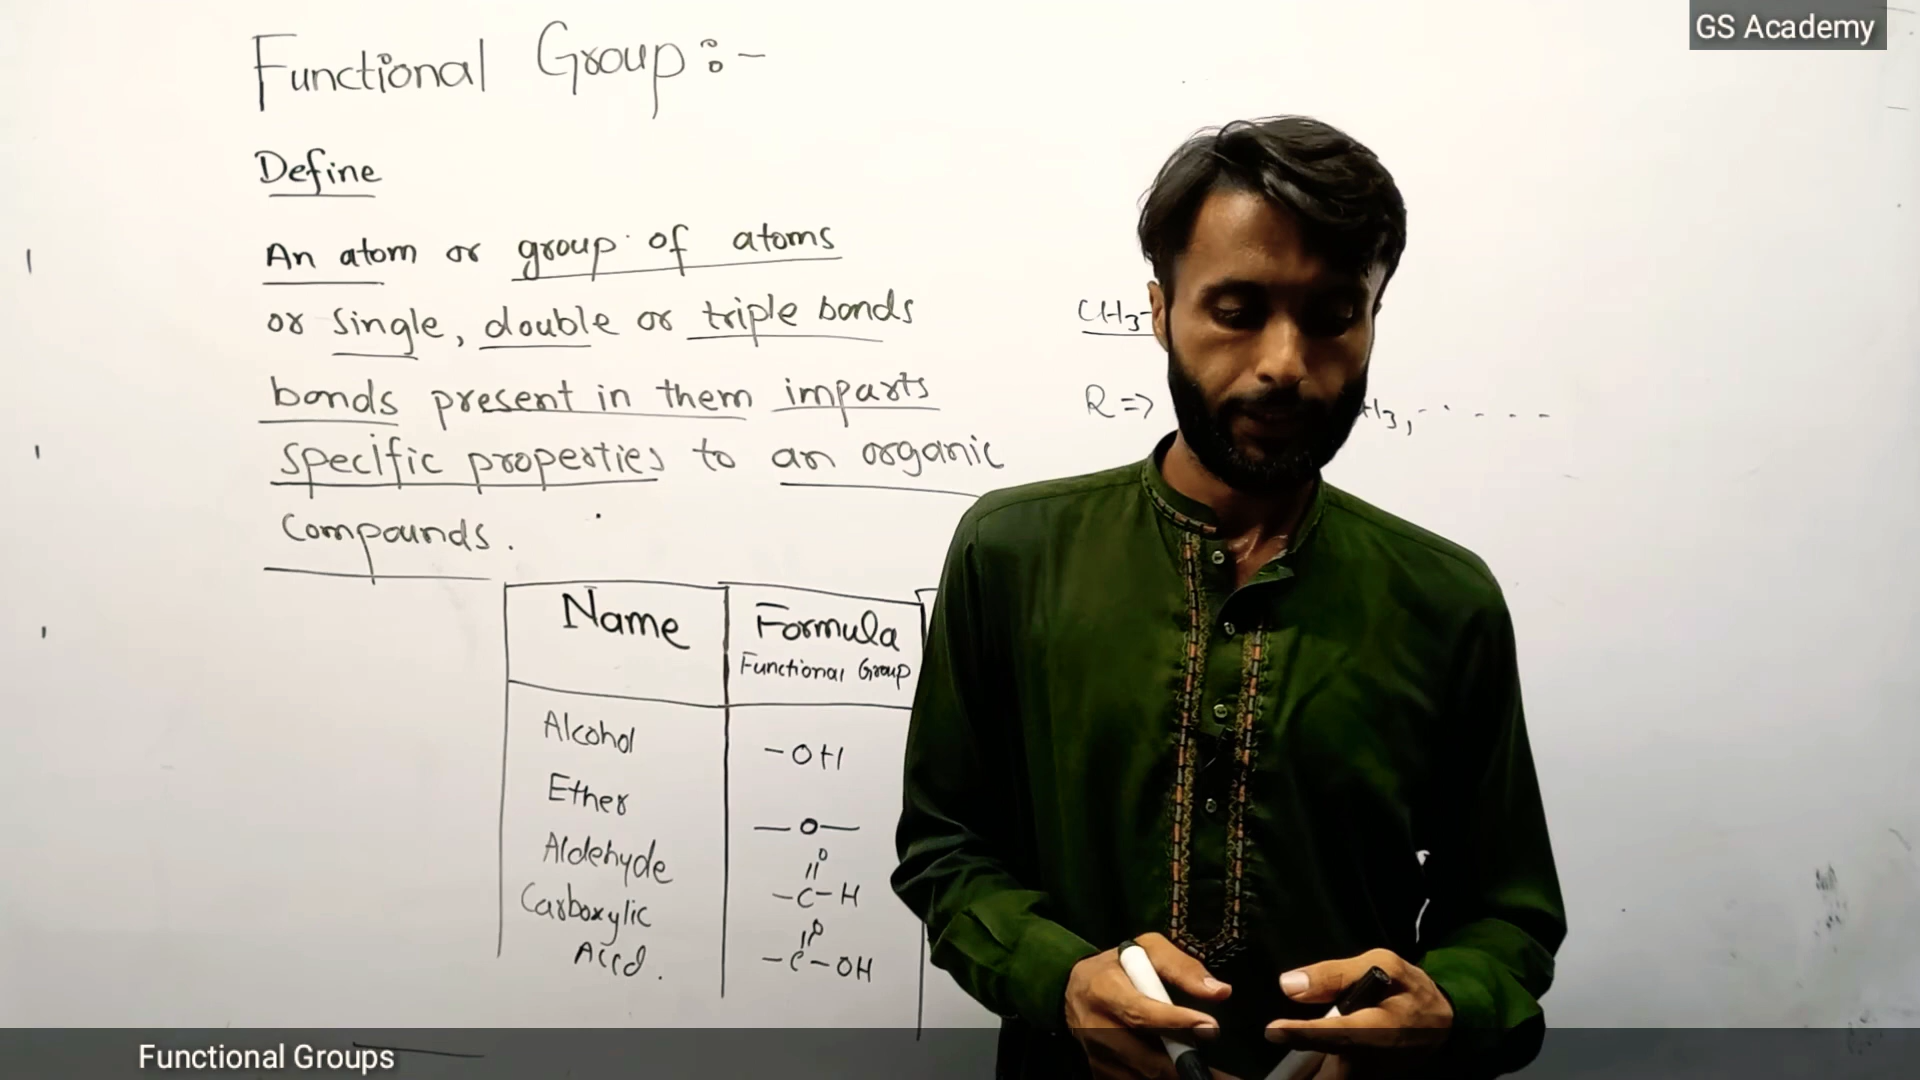 GS Academy
Functional Group:-
Define
An atom or group of atoms
or single, double or triple bonds
bonds present in them imparts
specific properties to an organic
Compounds.
CH3-
R =>
H3, - - - - -
Name
Formula
Functional Group
Alcohol
-OH
Ether
-O-
Aldehyde
O
||
-C-H
Carboxylic
Acid.
O
||
-C-OH
Functional Groups